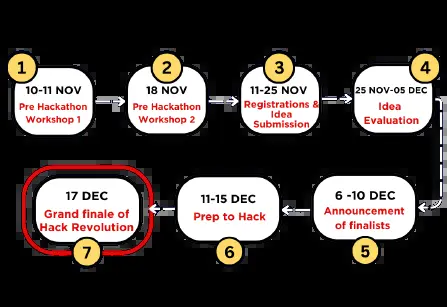 1
10-11 NOV
Pre Hackathon
Workshop 1
2
18 NOV
Pre Hackathon
Workshop 2
3
11-25 NOV
Registrations &
Idea
Submission
4
25 NOV-05 DEC
Idea
Evaluation
6 -10 DEC
Announcement
of finalists
5
11-15 DEC
Prep to Hack
6
17 DEC
Grand finale of
Hack Revolution
7